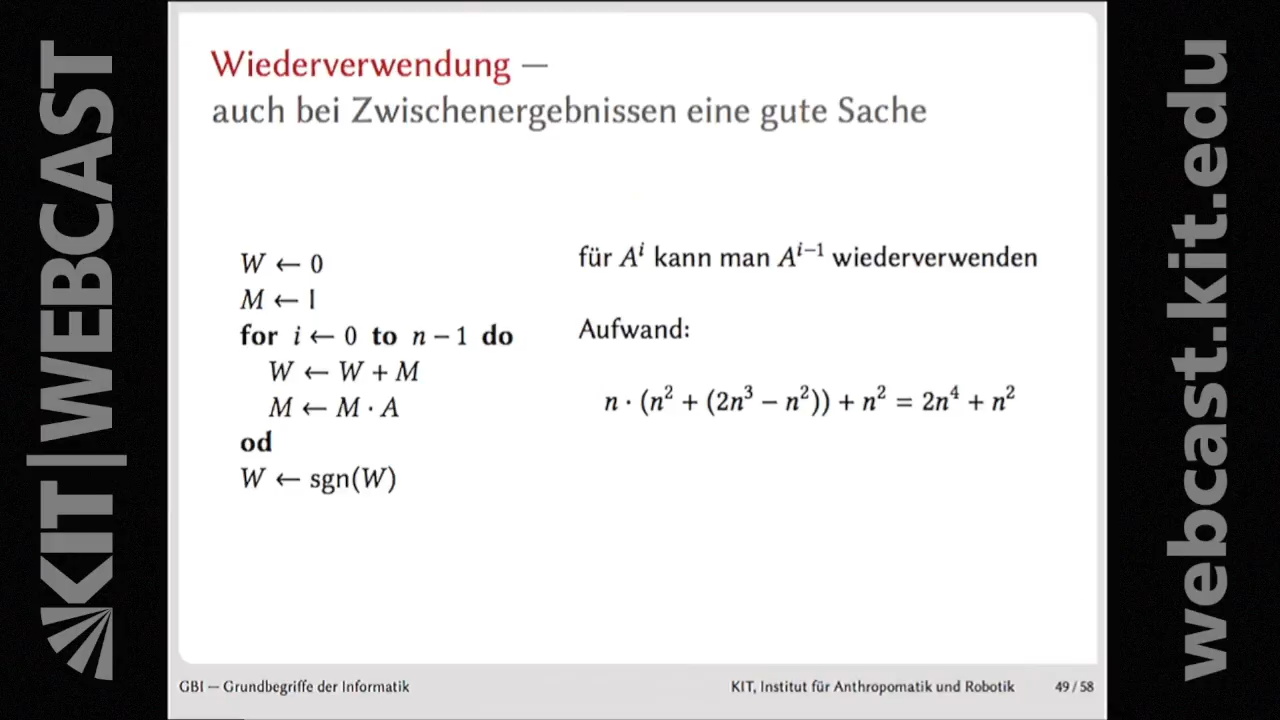 KIT | WEBCAST
Wiederverwendung —
auch bei Zwischenergebnissen eine gute Sache
W ← 0
M ← I
for i ← 0 to n − 1 do
W ← W + M
M ← M · A
od
W ← sgn(W)
für Aⁱ kann man Aⁱ⁻¹ wiederverwenden
Aufwand:
n · (n² + (2n³ − n²)) + n² = 2n⁴ + n²
GBI — Grundbegriffe der Informatik
KIT, Institut für Anthropomatik und Robotik
49 / 58
webcast.kit.edu